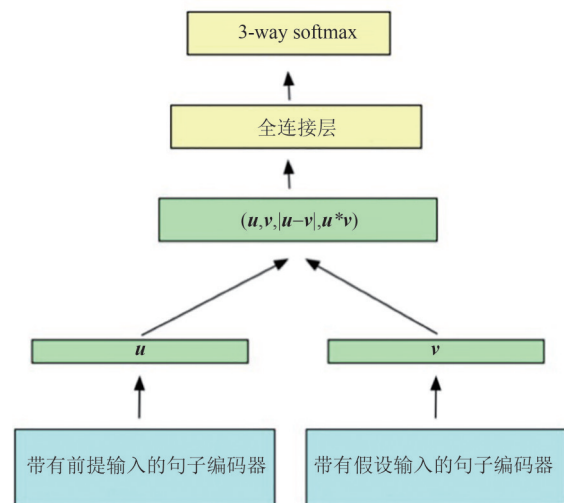 3-way softmax
全连接层
(u,v,|u−v|,u*v)
u
v
带有前提输入的句子编码器
带有假设输入的句子编码器